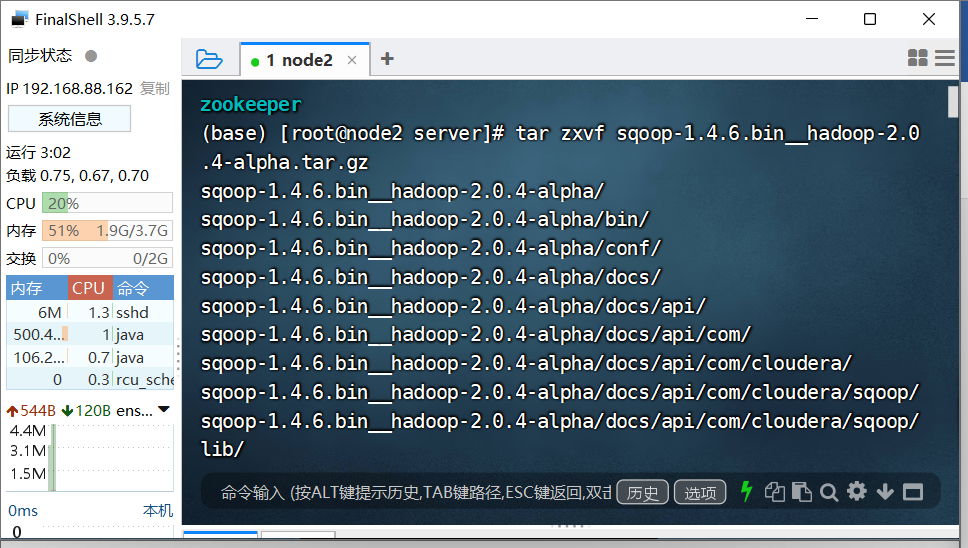 FinalShell 3.9.5.7
同步状态
1 node2
IP 192.168.88.162 复制
系统信息
运行 3:02
负载 0.75, 0.67, 0.70
CPU 20%
内存 51% 1.9G/3.7G
交换 0% 0/2G
内存 CPU 命令
6M 1.3 sshd
500.4... 1 java
106.2... 0.7 java
0 0.3 rcu_sche
544B 120B ens...
4.4M
3.1M
1.5M
0ms 本机
0
zookeeper
(base) [root@node2 server]# tar zxvf sqoop-1.4.6.bin__hadoop-2.0
.4-alpha.tar.gz
sqoop-1.4.6.bin__hadoop-2.0.4-alpha/
sqoop-1.4.6.bin__hadoop-2.0.4-alpha/bin/
sqoop-1.4.6.bin__hadoop-2.0.4-alpha/conf/
sqoop-1.4.6.bin__hadoop-2.0.4-alpha/docs/
sqoop-1.4.6.bin__hadoop-2.0.4-alpha/docs/api/
sqoop-1.4.6.bin__hadoop-2.0.4-alpha/docs/api/com/
sqoop-1.4.6.bin__hadoop-2.0.4-alpha/docs/api/com/cloudera/
sqoop-1.4.6.bin__hadoop-2.0.4-alpha/docs/api/com/cloudera/sqoop/
sqoop-1.4.6.bin__hadoop-2.0.4-alpha/docs/api/com/cloudera/sqoop/
lib/
命令输入 (按ALT键提示历史,TAB键路径,ESC键返回,双击 历史 选项